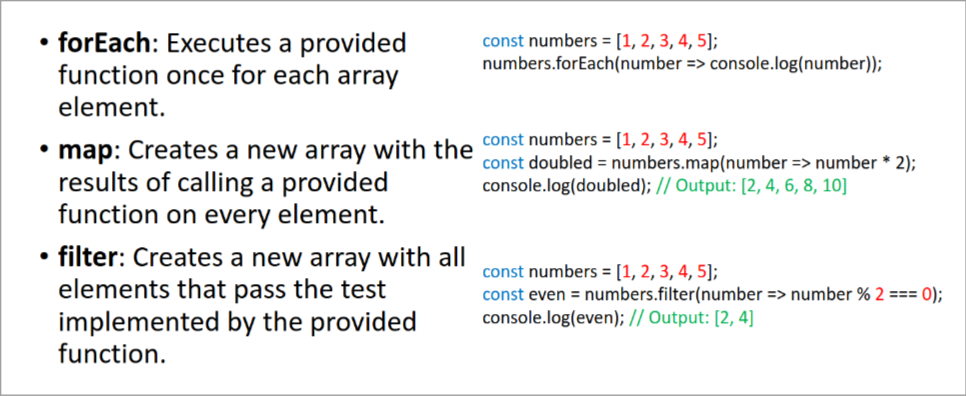 • forEach: Executes a provided
function once for each array
element.
const numbers = [1, 2, 3, 4, 5];
numbers.forEach(number => console.log(number));
• map: Creates a new array with the
results of calling a provided
function on every element.
const numbers = [1, 2, 3, 4, 5];
const doubled = numbers.map(number => number * 2);
console.log(doubled); // Output: [2, 4, 6, 8, 10]
• filter: Creates a new array with all
elements that pass the test
implemented by the provided
function.
const numbers = [1, 2, 3, 4, 5];
const even = numbers.filter(number => number % 2 === 0);
console.log(even); // Output: [2, 4]